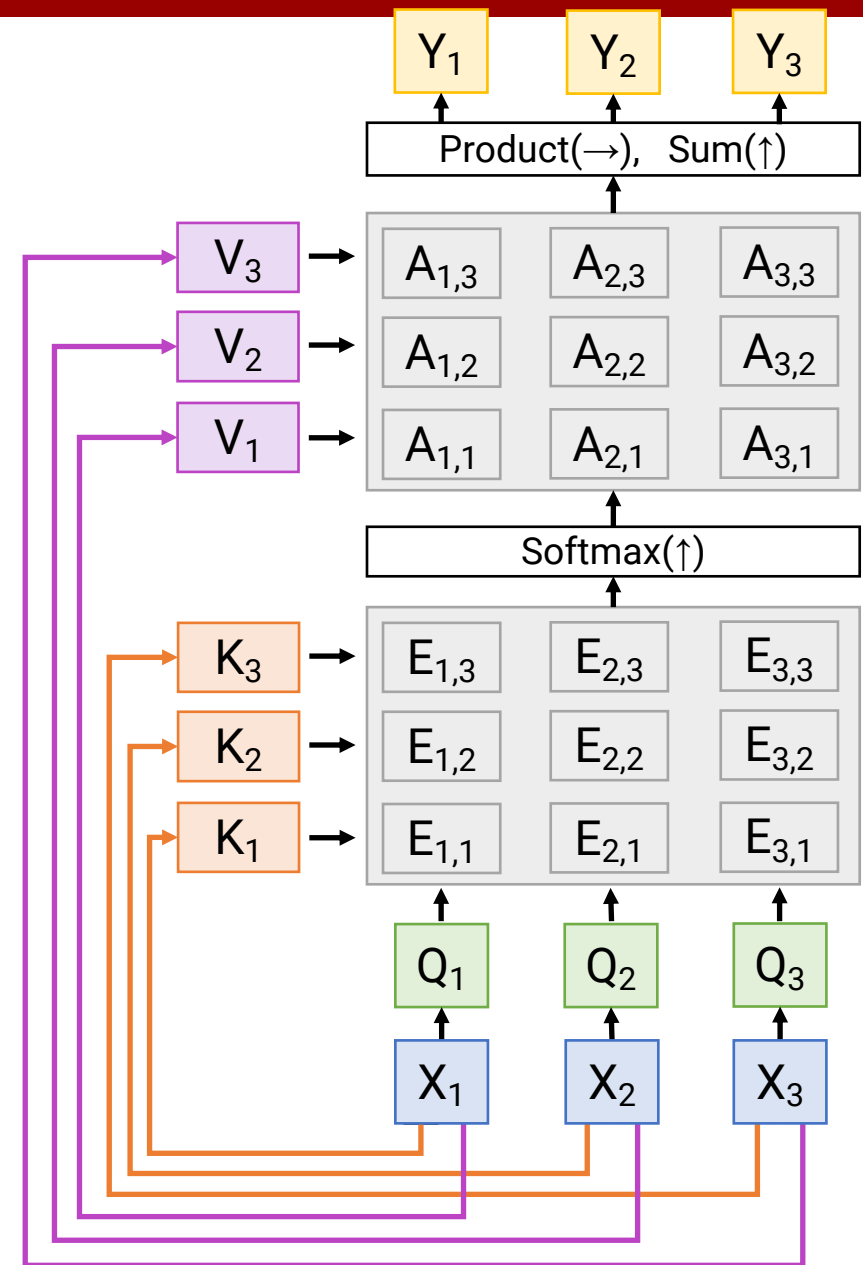 Y₁ Y₂ Y₃
Product(→), Sum(↑)
V₃ A₁,₃ A₂,₃ A₃,₃
V₂ A₁,₂ A₂,₂ A₃,₂
V₁ A₁,₁ A₂,₁ A₃,₁
Softmax(↑)
K₃ E₁,₃ E₂,₃ E₃,₃
K₂ E₁,₂ E₂,₂ E₃,₂
K₁ E₁,₁ E₂,₁ E₃,₁
Q₁ Q₂ Q₃
X₁ X₂ X₃